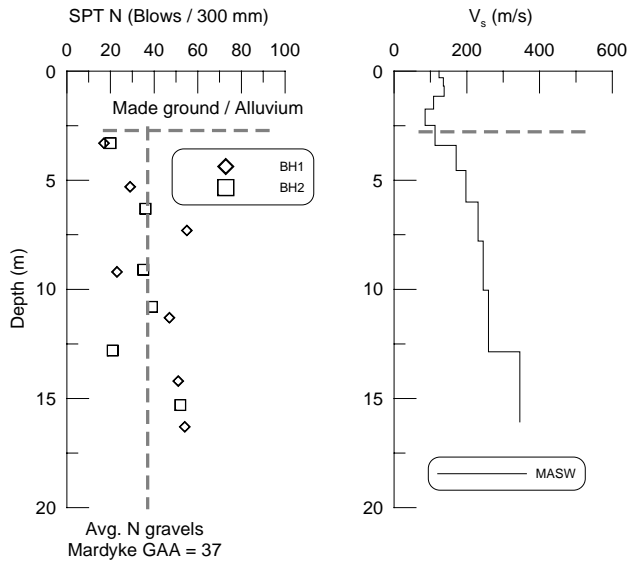 SPT N (Blows / 300 mm)
0 20 40 60 80 100
0
5
10
15
20
Depth (m)
Made ground / Alluvium
BH1
BH2
Avg. N gravels
Mardyke GAA = 37
Vs (m/s)
0 200 400 600
0
5
10
15
20
MASW